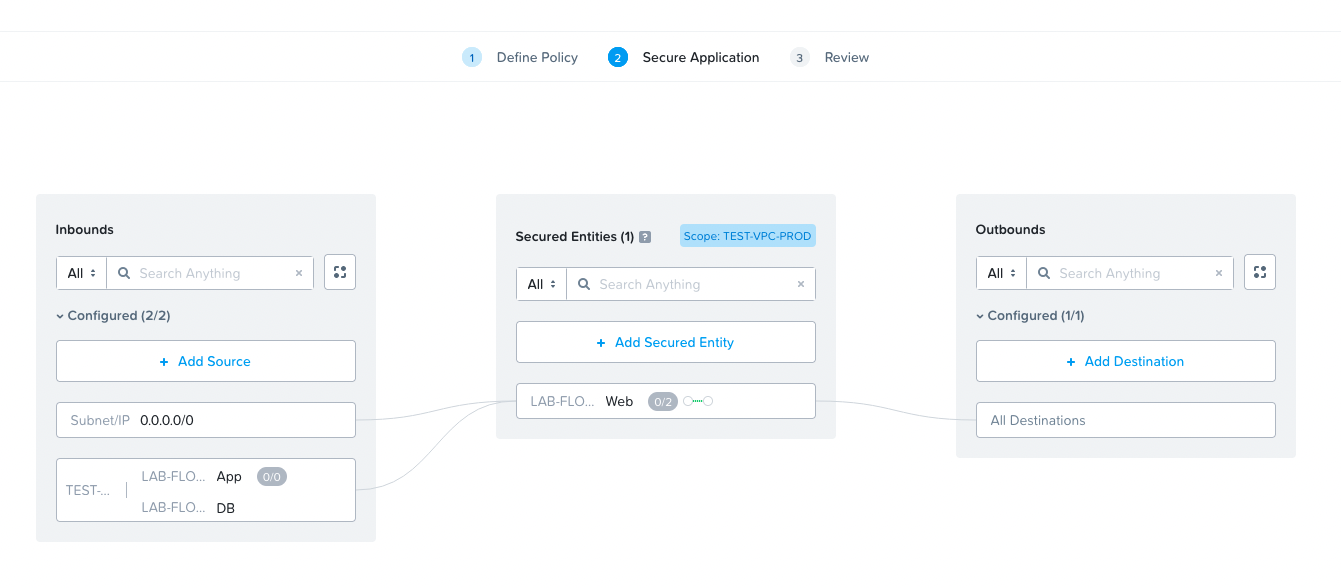 1 Define Policy 2 Secure Application 3 Review
Inbounds
All Search Anything ×
Configured (2/2)
+ Add Source
Subnet/IP 0.0.0.0/0
TEST-...
LAB-FLO... App 0/0
LAB-FLO... DB
Secured Entities (1) ? Scope: TEST-VPC-PROD
All Search Anything ×
+ Add Secured Entity
LAB-FLO... Web 0/2
Outbounds
All Search Anything ×
Configured (1/1)
+ Add Destination
All Destinations